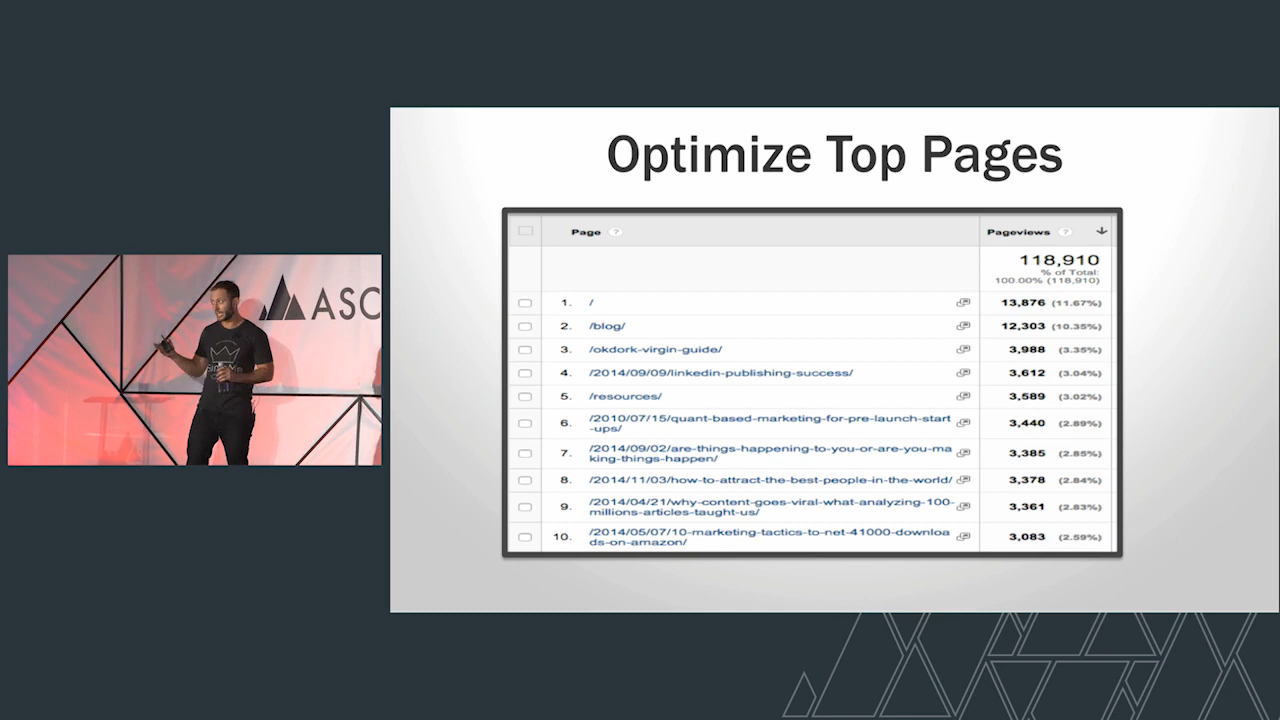 Optimize Top Pages
Page ?
Pageviews ?
118,910
% of Total:
100.00% (118,910)
1. / 13,876 (11.67%)
2. /blog/ 12,303 (10.35%)
3. /okdork-virgin-guide/ 3,988 (3.35%)
4. /2014/09/09/linkedin-publishing-success/ 3,612 (3.04%)
5. /resources/ 3,589 (3.02%)
6. /2010/07/15/quant-based-marketing-for-pre-launch-start
-ups/ 3,440 (2.89%)
7. /2014/09/02/are-things-happening-to-you-or-are-you-ma
king-things-happen/ 3,385 (2.85%)
8. /2014/11/03/how-to-attract-the-best-people-in-the-world/ 3,378 (2.84%)
9. /2014/04/21/why-content-goes-viral-what-analyzing-100-
millions-articles-taught-us/ 3,361 (2.83%)
10. /2014/05/07/10-marketing-tactics-to-net-41000-downloa
ds-on-amazon/ 3,083 (2.59%)
ASC